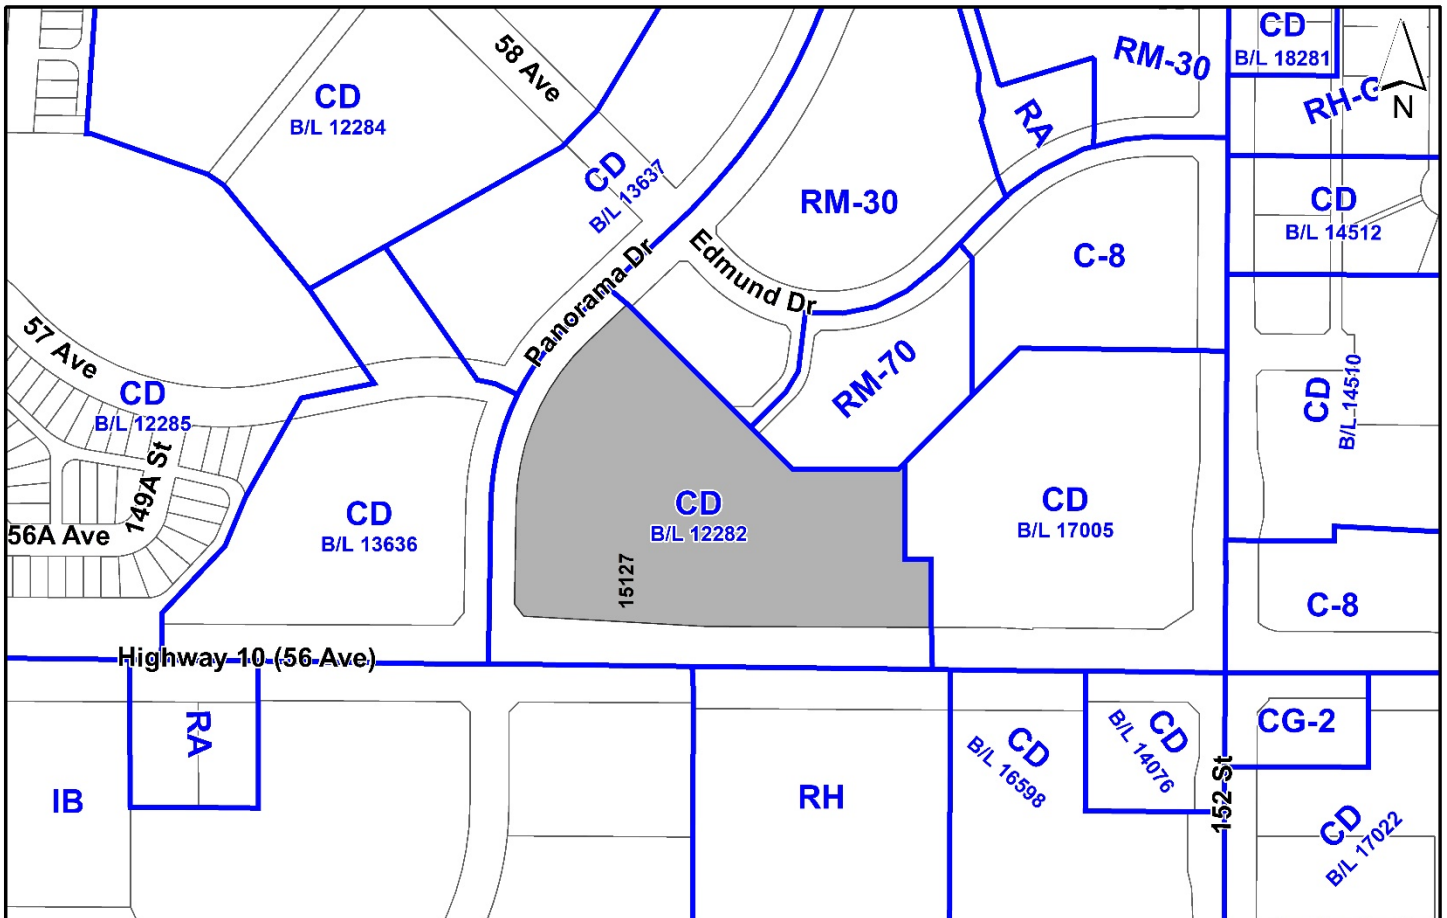 CD
B/L 18281
RM-30
58 Ave
CD
B/L 12284
RA
N
CD
B/L 13637
CD
B/L 14512
RM-30
C-8
Edmund Dr
Panorama Dr
57 Ave
CD
B/L 12285
RM-70
CD
B/L 14510
149A St
56A Ave
CD
B/L 13636
CD
B/L 12282
CD
B/L 17005
15127
C-8
Highway 10 (56 Ave)
RA
CD
B/L 16598
CD
B/L 14076
CG-2
IB
RH
152 St
CD
B/L 17022